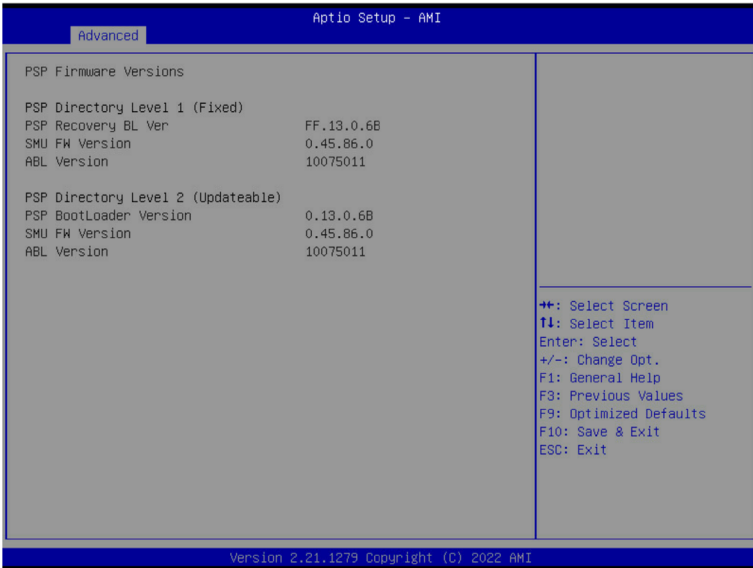 Aptio Setup – AMI
Advanced
PSP Firmware Versions
PSP Directory Level 1 (Fixed)
PSP Recovery BL Ver FF.13.0.6B
SMU FW Version 0.45.86.0
ABL Version 10075011
PSP Directory Level 2 (Updateable)
PSP BootLoader Version 0.13.0.6B
SMU FW Version 0.45.86.0
ABL Version 10075011
→←: Select Screen
↑↓: Select Item
Enter: Select
+/-: Change Opt.
F1: General Help
F3: Previous Values
F9: Optimized Defaults
F10: Save & Exit
ESC: Exit
Version 2.21.1279 Copyright (C) 2022 AMI